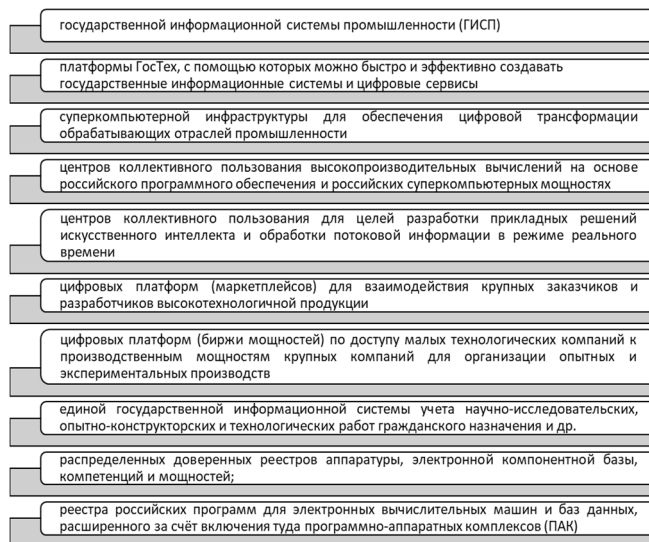 государственной информационной системы промышленности (ГИСП)
платформы ГосТех, с помощью которых можно быстро и эффективно создавать
государственные информационные системы и цифровые сервисы
суперкомпьютерной инфраструктуры для обеспечения цифровой трансформации
обрабатывающих отраслей промышленности
центров коллективного пользования высокопроизводительных вычислений на основе
российского программного обеспечения и российских суперкомпьютерных мощностях
центров коллективного пользования для целей разработки прикладных решений
искусственного интеллекта и обработки потоковой информации в режиме реального
времени
цифровых платформ (маркетплейсов) для взаимодействия крупных заказчиков и
разработчиков высокотехнологичной продукции
цифровых платформ (биржи мощностей) по доступу малых технологических компаний к
производственным мощностям крупных компаний для организации опытных и
экспериментальных производств
единой государственной информационной системы учета научно-исследовательских,
опытно-конструкторских и технологических работ гражданского назначения и др.
распределенных доверенных реестров аппаратуры, электронной компонентной базы,
компетенций и мощностей;
реестра российских программ для электронных вычислительных машин и баз данных,
расширенного за счёт включения туда программно-аппаратных комплексов (ПАК)